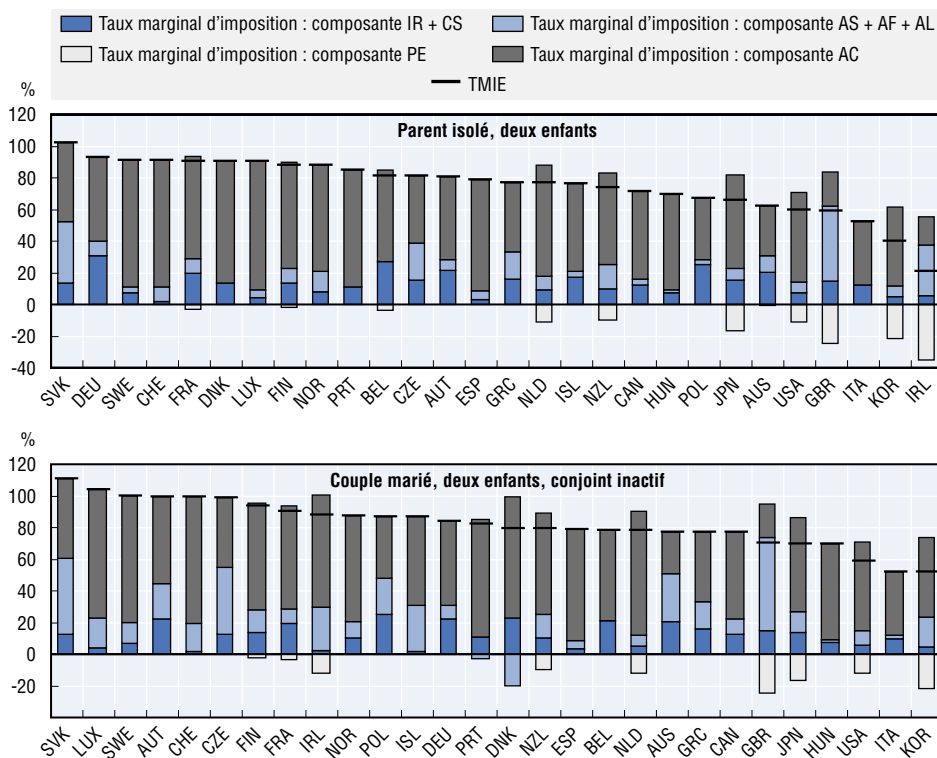 Taux marginal d'imposition : composante IR + CS
Taux marginal d'imposition : composante AS + AF + AL
Taux marginal d'imposition : composante PE
Taux marginal d'imposition : composante AC
TMIE
%
Parent isolé, deux enfants
120
100
80
60
40
20
0
-20
-40
SVK DEU SWE CHE FRA DNK LUX FIN NOR PRT BEL CZE AUT ESP GRC NLD ISL NZL CAN HUN POL JPN AUS USA GBR ITA KOR IRL
%
Couple marié, deux enfants, conjoint inactif
120
100
80
60
40
20
0
-20
SVK LUX SWE AUT CHE CZE FIN FRA IRL NOR POL ISL DEU PRT DNK NZL ESP BEL NLD AUS GRC CAN GBR JPN HUN USA ITA KOR